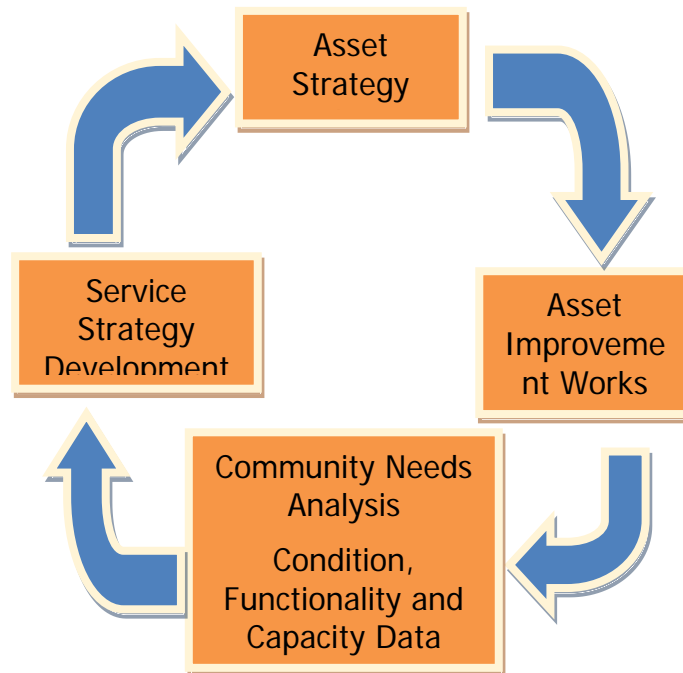 Asset
Strategy
Service
Strategy
Development
Asset
Improveme
nt Works
Community Needs
Analysis
Condition,
Functionality and
Capacity Data